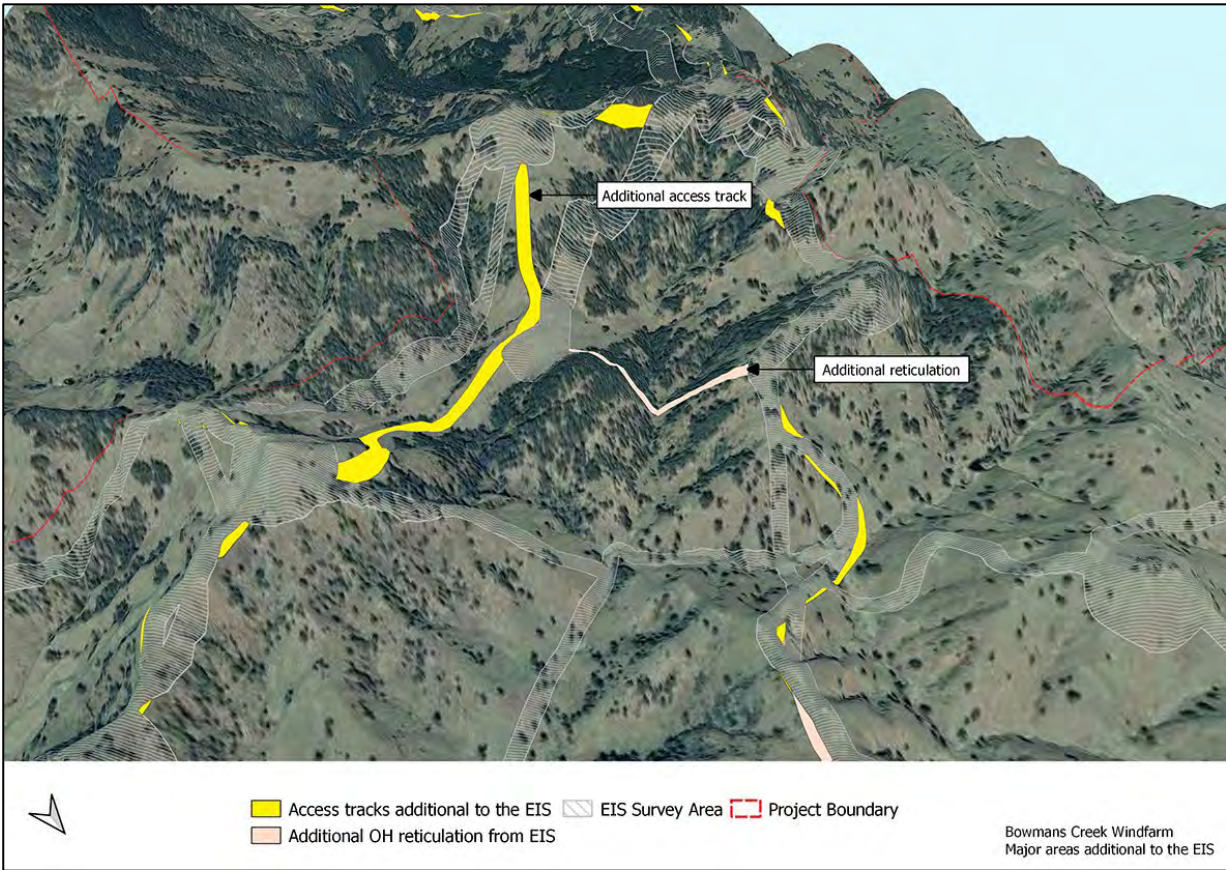 Additional access track
Additional reticulation
Access tracks additional to the EIS
EIS Survey Area
Project Boundary
Additional OH reticulation from EIS
Bowmans Creek Windfarm
Major areas additional to the EIS